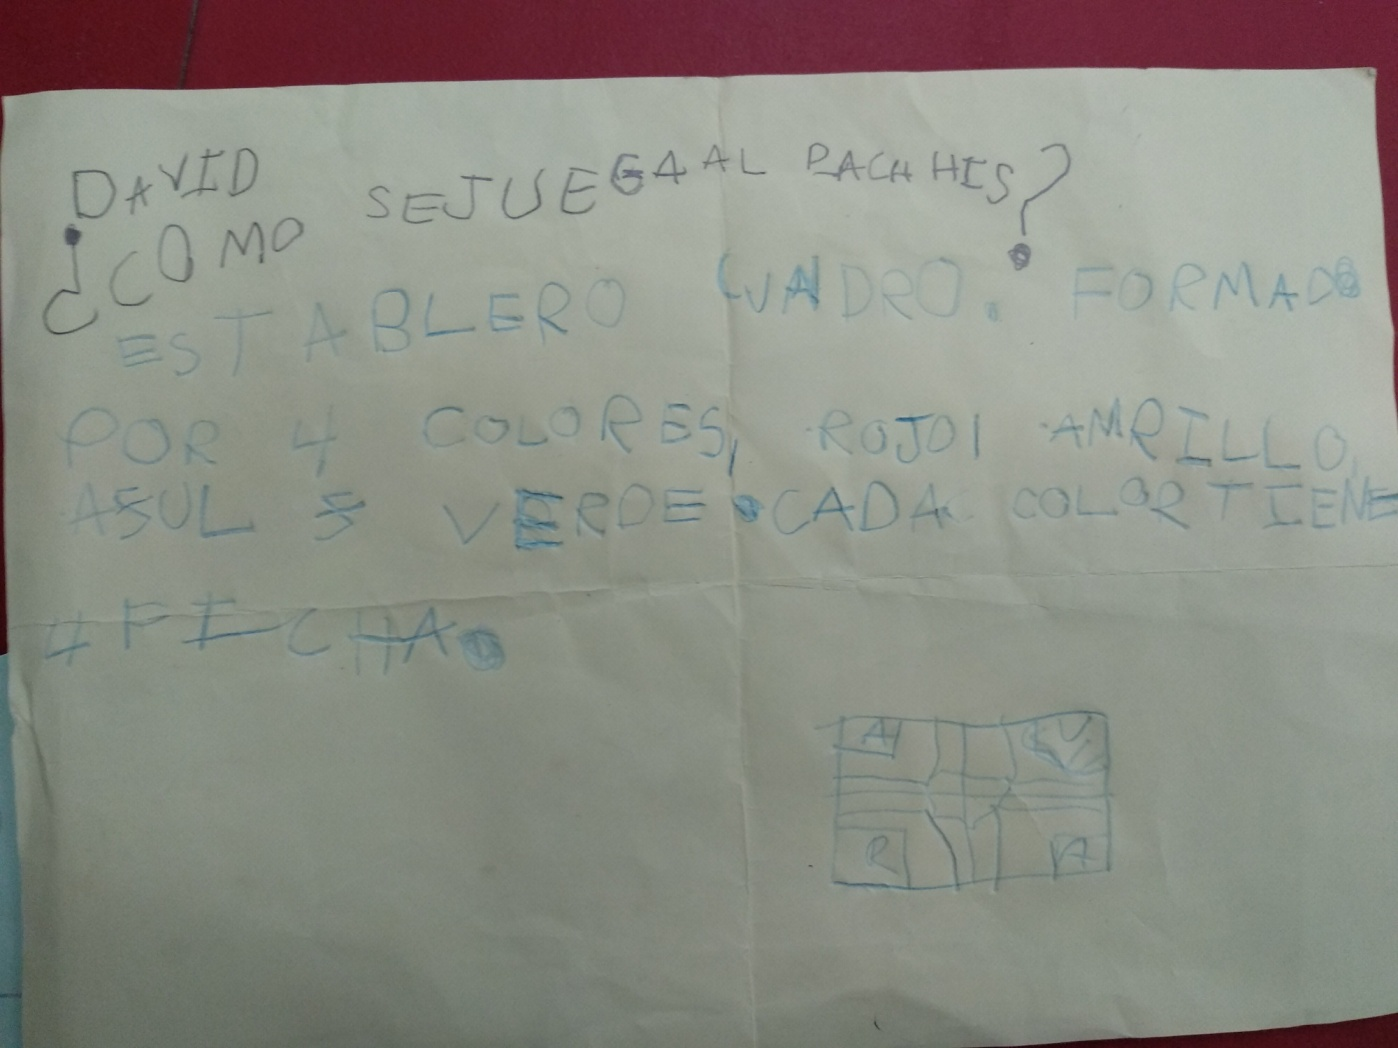 DAVID
¿COMO SEJUEGA AL PACHHIS?
ESTABLERO CUADRO. FORMADO
POR 4 COLORES, ROJO, AMRILLO,
ASUL Y VERDE. CADA COLOR TIENE
4 FICHA.
A V
R A